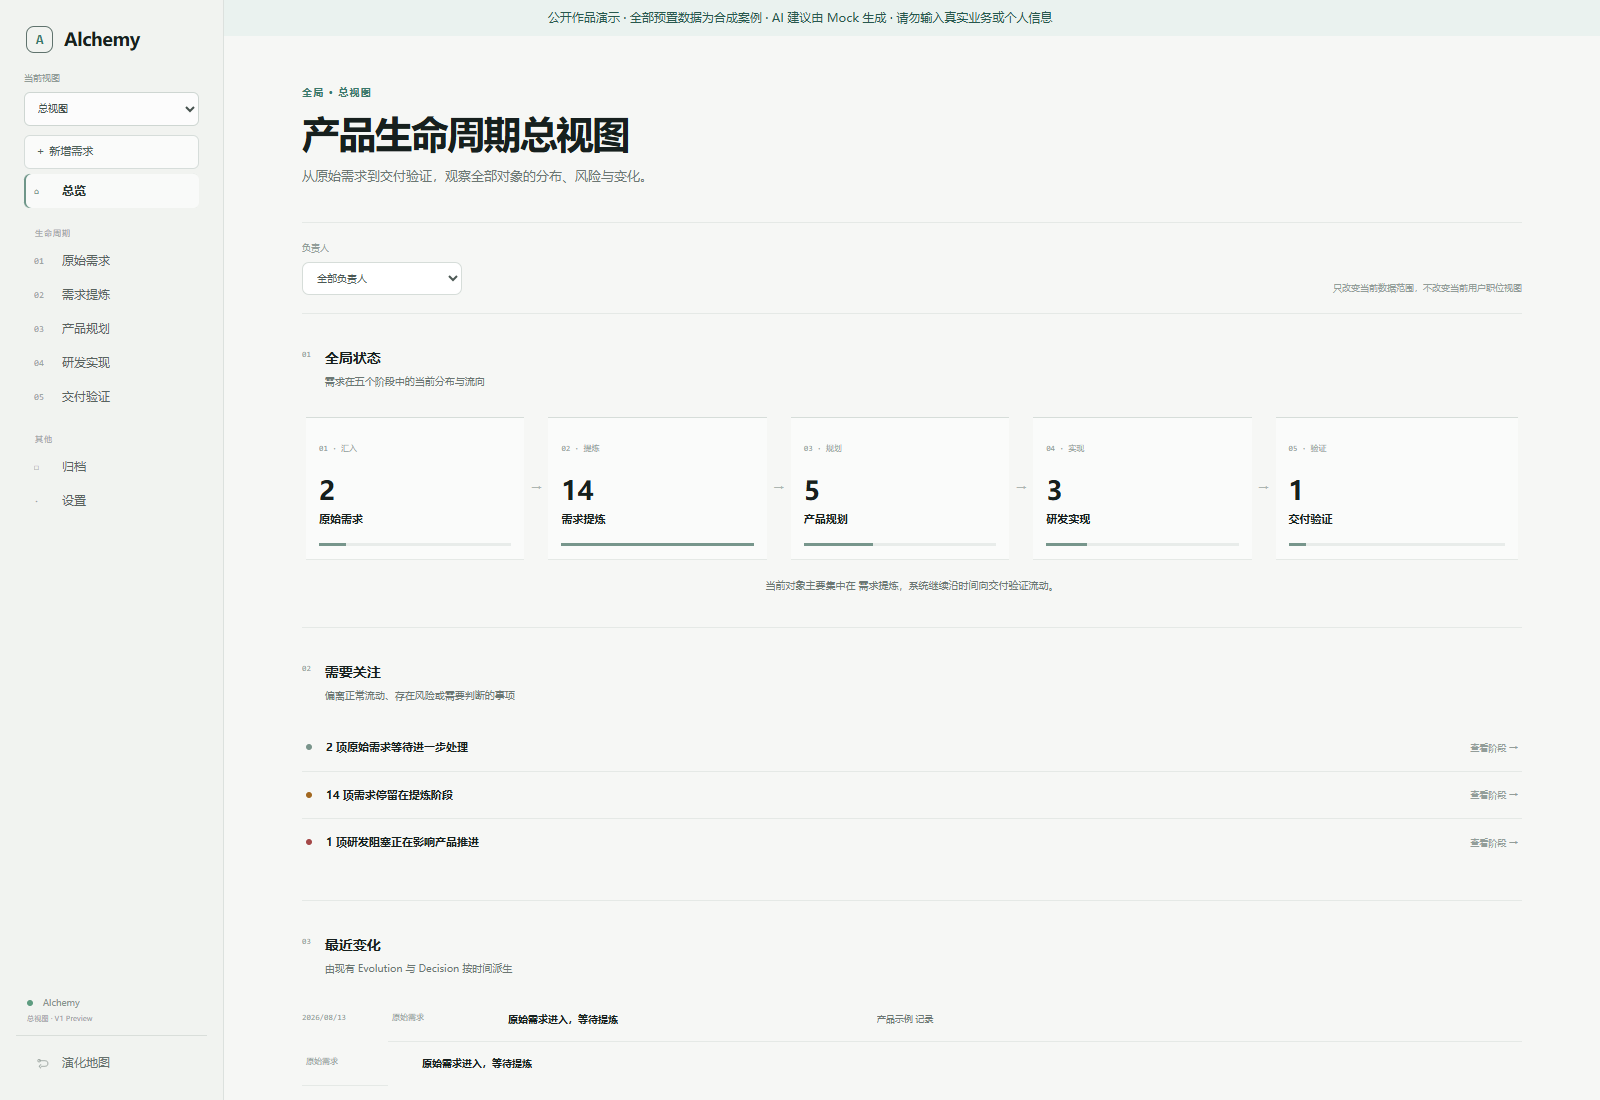 公开作品演示 · 全部预置数据为合成案例 · AI 建议由 Mock 生成 · 请勿输入真实业务或个人信息
A Alchemy
当前视图
总视图
+ 新增需求
总览
生命周期
01 原始需求
02 需求提炼
03 产品规划
04 研发实现
05 交付验证
其他
归档
设置
Alchemy
总视图 · V1 Preview
演化地图
全局 • 总视图
产品生命周期总视图
从原始需求到交付验证，观察全部对象的分布、风险与变化。
负责人
全部负责人
只改变当前数据范围，不改变当前用户职位视图
01 全局状态
需求在五个阶段中的当前分布与流向
01 · 汇入
2
原始需求
→
02 · 提炼
14
需求提炼
→
03 · 规划
5
产品规划
→
04 · 实现
3
研发实现
→
05 · 验证
1
交付验证
当前对象主要集中在 需求提炼，系统继续沿时间向交付验证流动。
02 需要关注
偏离正常流动、存在风险或需要判断的事项
2 项原始需求等待进一步处理 查看阶段 →
14 项需求停留在提炼阶段 查看阶段 →
1 项研发阻塞正在影响产品推进 查看阶段 →
03 最近变化
由现有 Evolution 与 Decision 按时间派生
2026/08/13 原始需求 原始需求进入，等待提炼 产品示例 记录
原始需求 原始需求进入，等待提炼